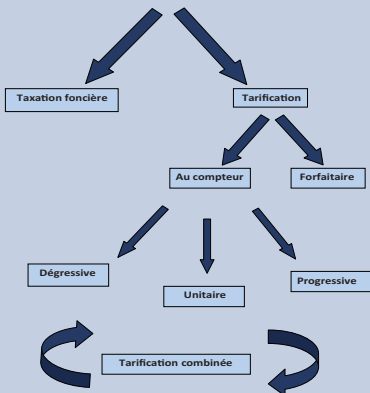 Taxation foncière
Tarification
Au compteur
Forfaitaire
Dégressive
Unitaire
Progressive
Tarification combinée